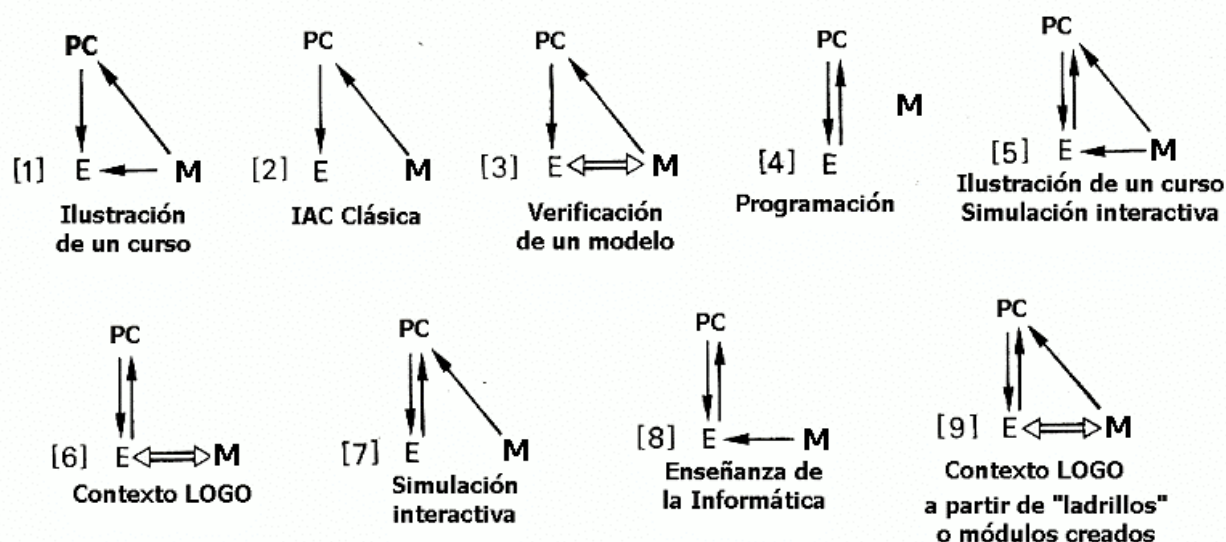 PC
[1] E M
Ilustración
de un curso
PC
[2] E M
IAC Clásica
PC
[3] E M
Verificación
de un modelo
PC
M
[4] E
Programación
PC
[5] E M
Ilustración de un curso
Simulación interactiva
PC
[6] E M
Contexto LOGO
PC
[7] E M
Simulación
interactiva
PC
[8] E M
Enseñanza de
la Informática
PC
[9] E M
Contexto LOGO
a partir de "ladrillos"
o módulos creados